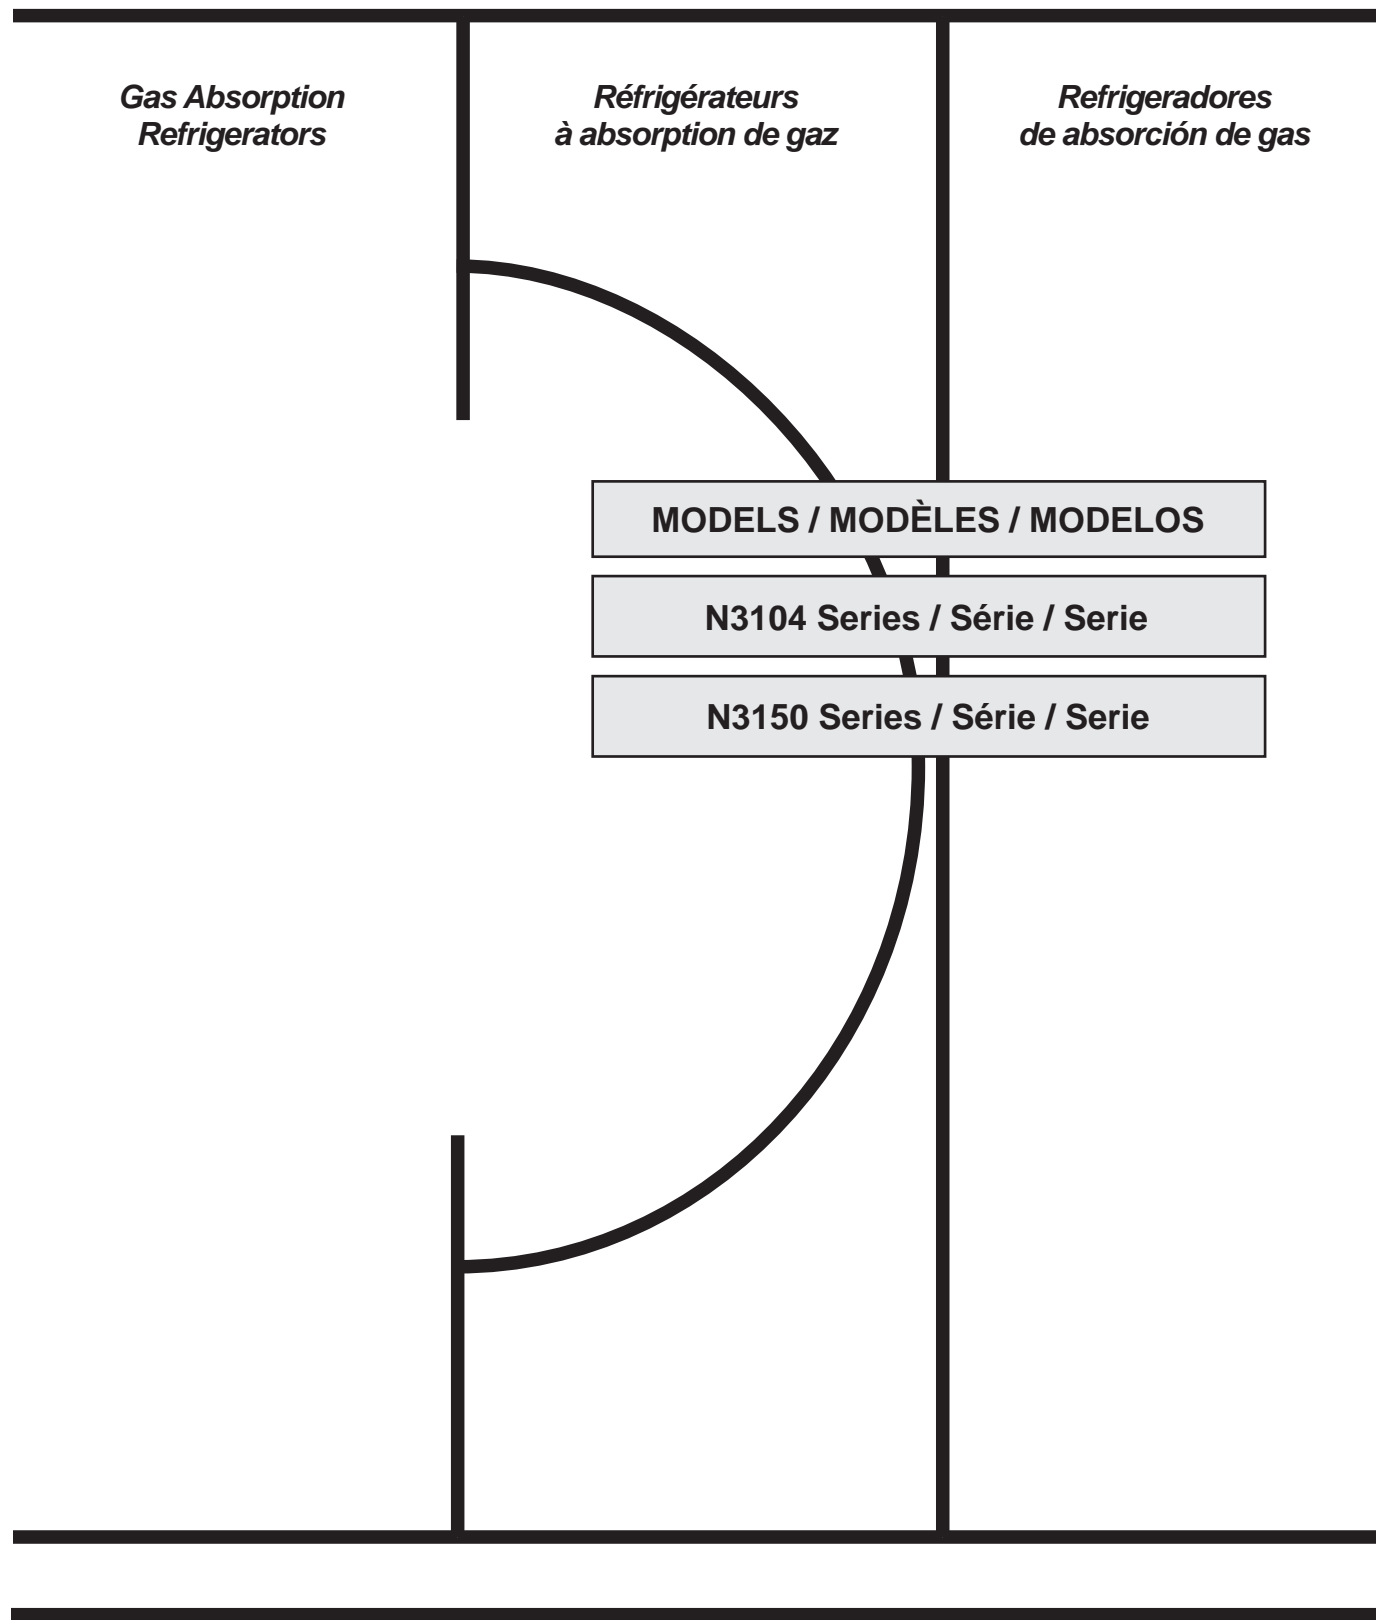 Gas Absorption
Refrigerators
Réfrigérateurs
à absorption de gaz
Refrigeradores
de absorción de gas
MODELS / MODÈLES / MODELOS
N3104 Series / Série / Serie
N3150 Series / Série / Serie